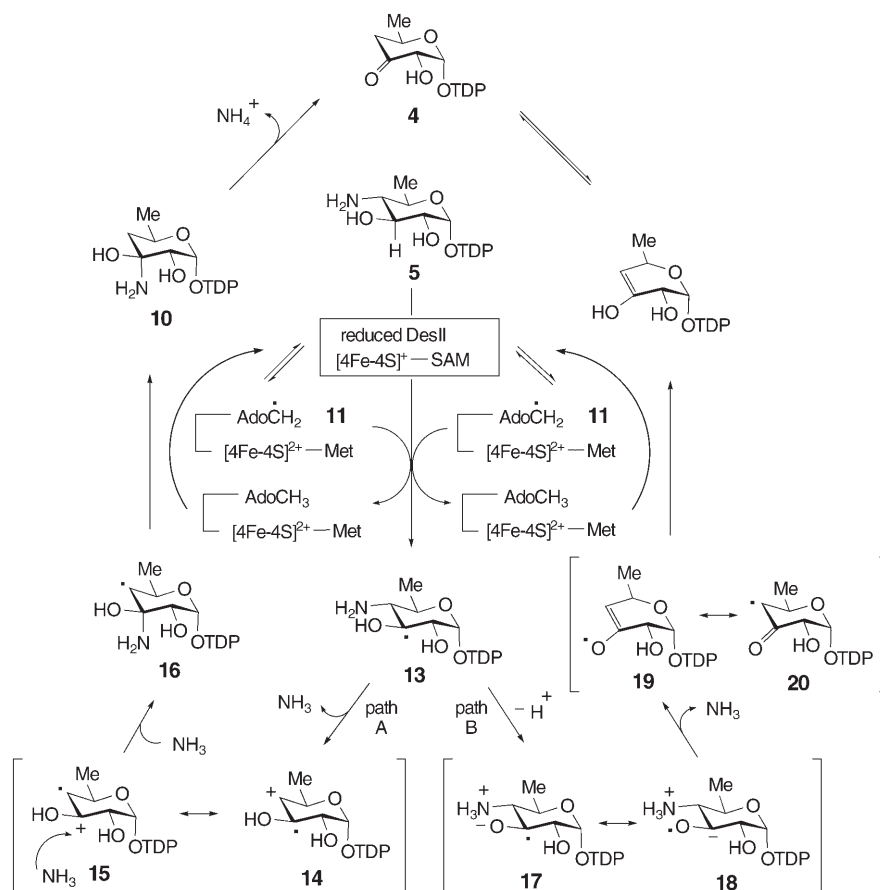 Me
O
O
HO
OTDP
4
NH4+
H2N
Me
O
HO
H
HO
OTDP
5
Me
O
HO
HO
H2N
OTDP
10
Me
O
HO
HO
OTDP
reduced DesII
[4Fe-4S]+ — SAM
AdoCH2 11
[4Fe-4S]2+ — Met
AdoCH3
[4Fe-4S]2+ — Met
AdoCH2 11
[4Fe-4S]2+ — Met
AdoCH3
[4Fe-4S]2+ — Met
Me
O
HO
HO
H2N
OTDP
16
Me
H2N
O
HO
HO
OTDP
13
Me
O
O
HO
OTDP
19
Me
O
O
HO
OTDP
20
NH3
NH3
path
A
path
B
− H+
NH3
Me
O
HO
+
HO
OTDP
NH3
15
+
Me
O
HO
HO
OTDP
14
+
H3N
Me
O
−O
HO
OTDP
17
+
H3N
Me
O
O
−
HO
OTDP
18